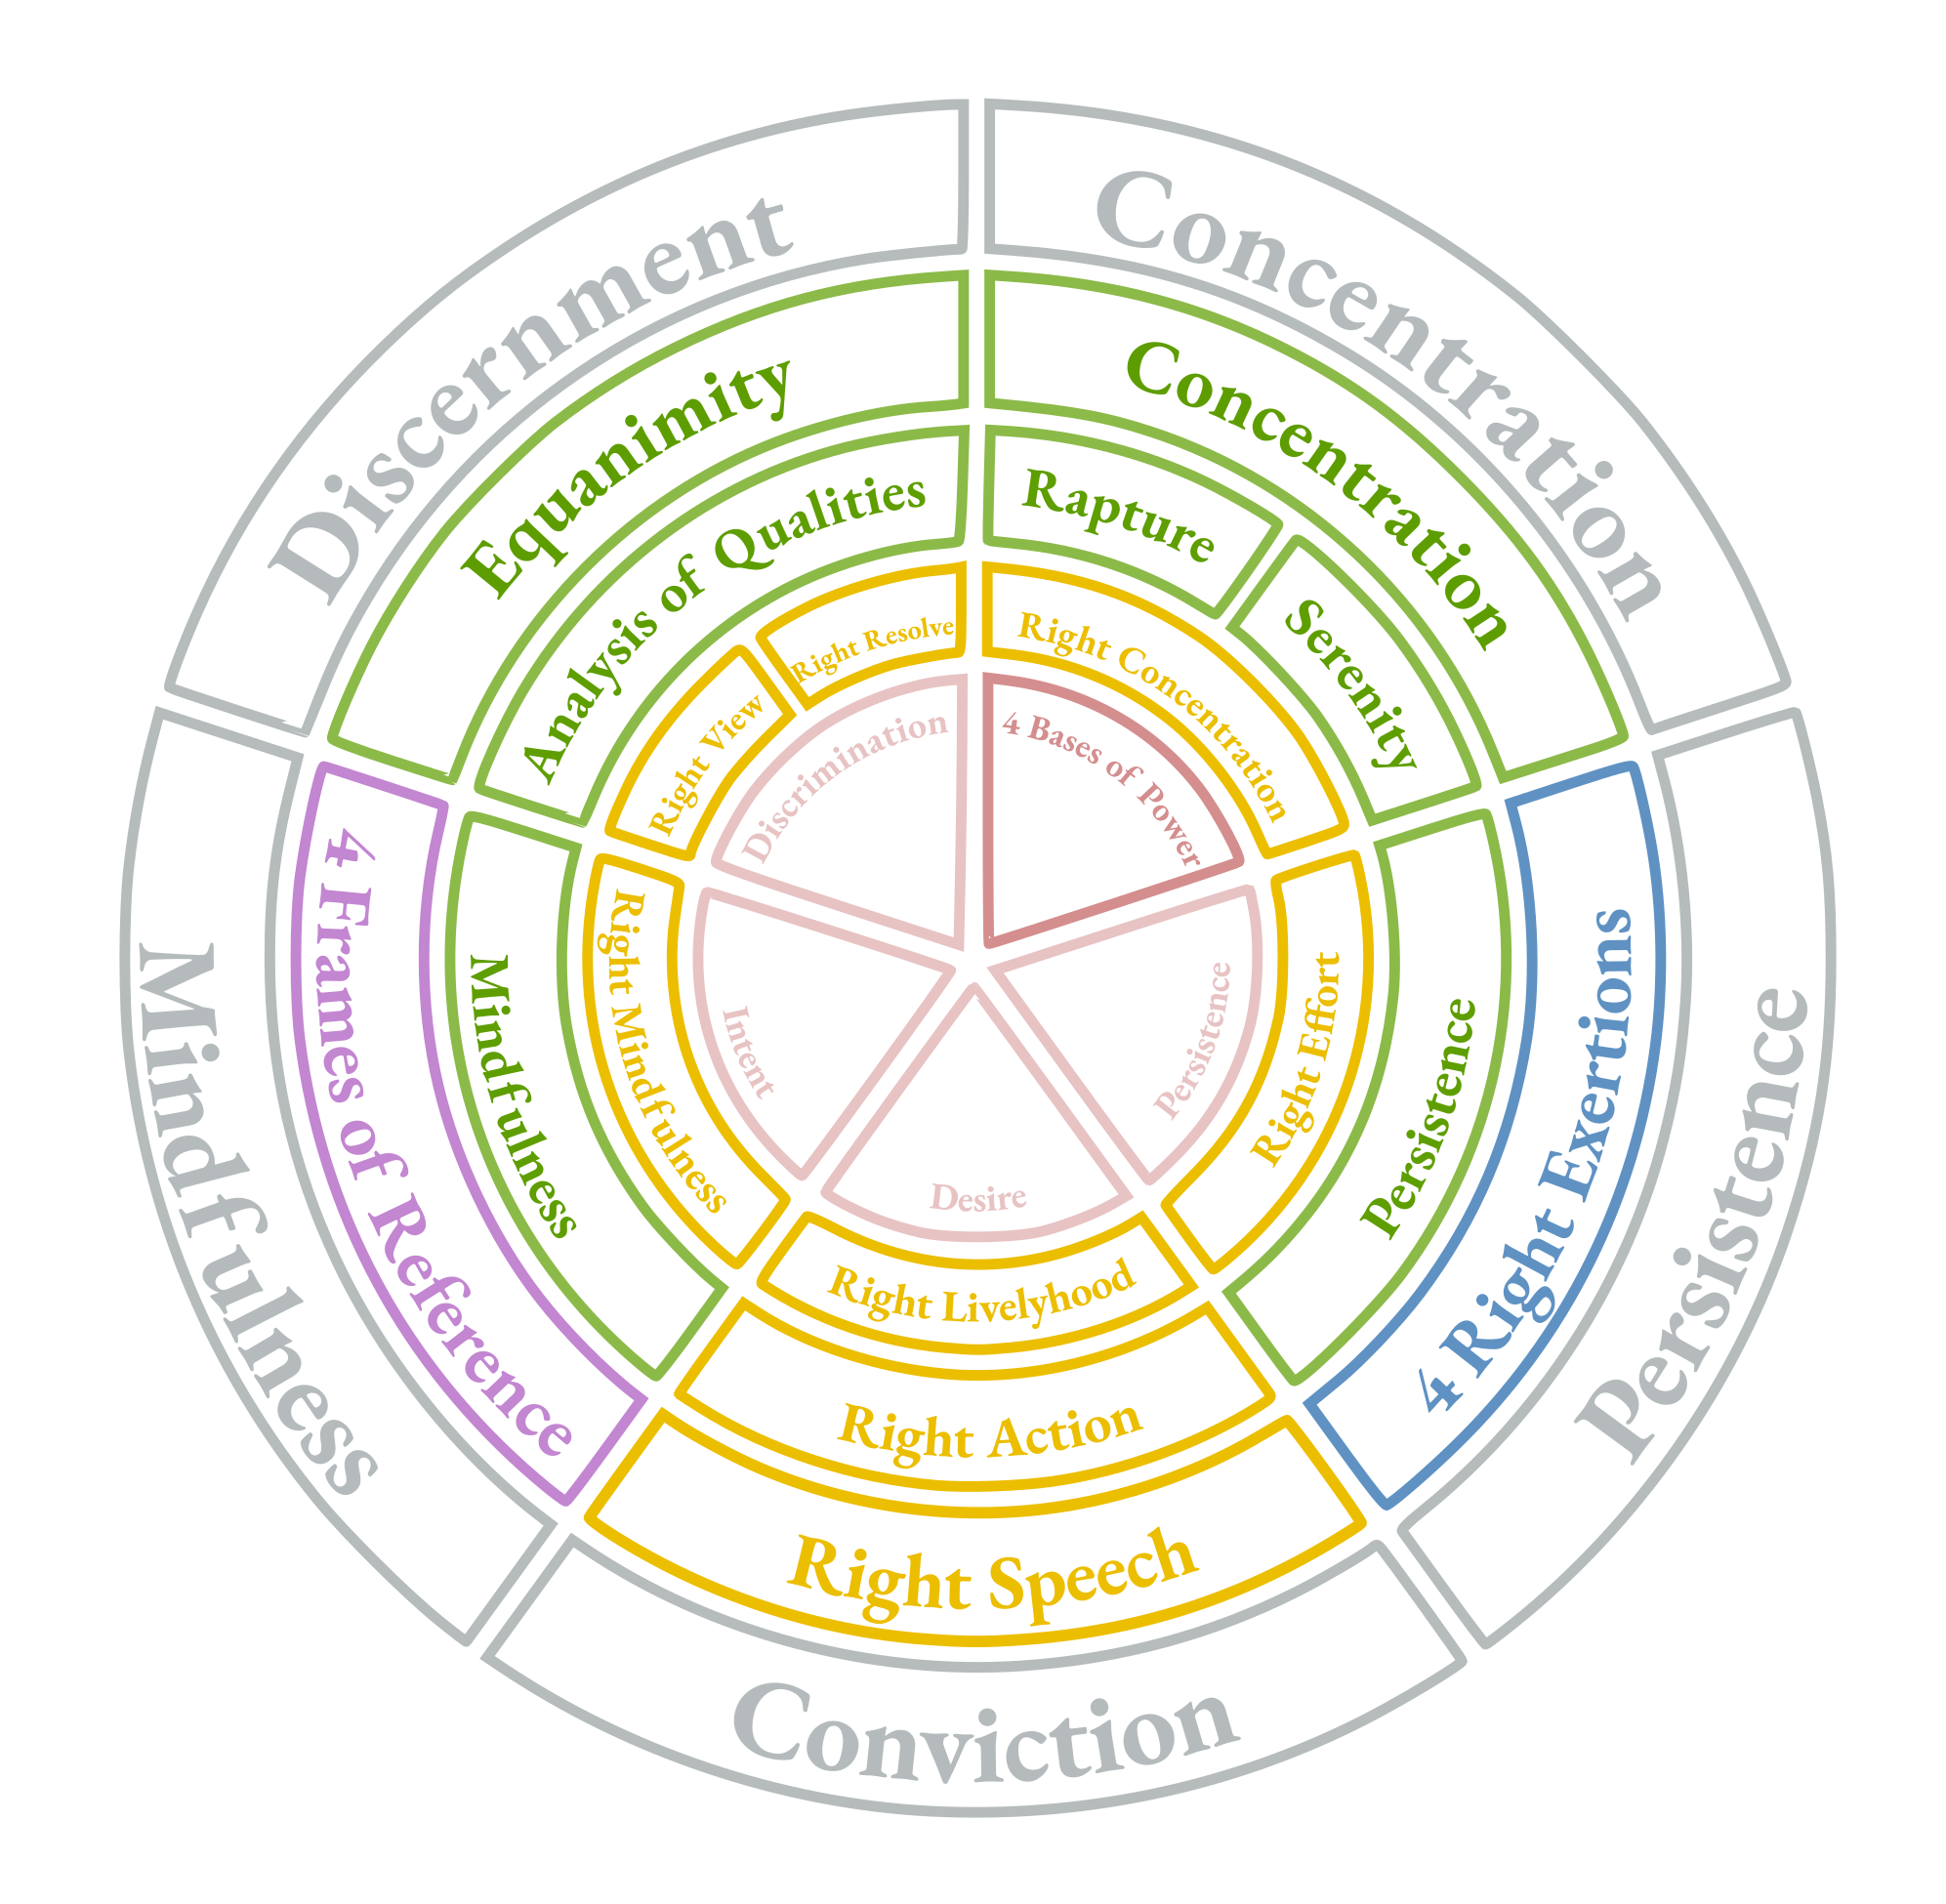 Discernment
Concentration
Persistence
Conviction
Mindfulness
Equanimity
Concentration
4 Right Exertions
Right Speech
4 Frames of Reference
Analysis of Qualities
Rapture
Serenity
Persistence
Right Action
Mindfulness
Right View
Right Resolve
Right Concentration
Right Effort
Right Livelyhood
Right Mindfulness
Discrimination
4 Bases of Power
Persistence
Desire
Intent